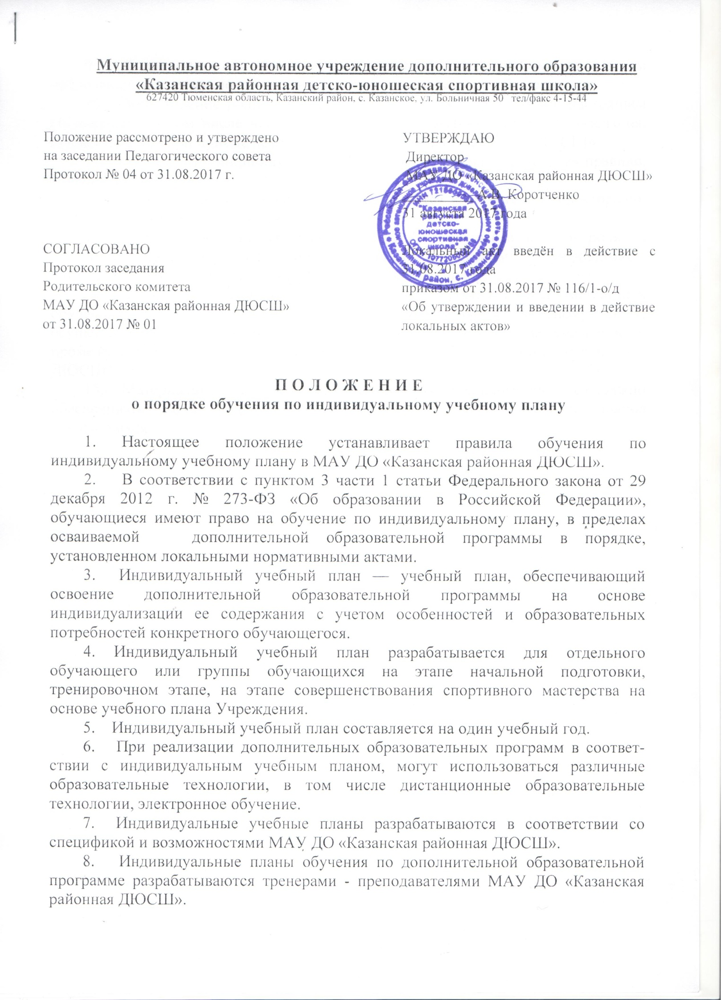 Муниципальное автономное учреждение дополнительного образования
«Казанская районная детско-юношеская спортивная школа»
627420 Тюменская область, Казанский район, с. Казанское, ул. Больничная 50 тел/факс 4-15-44
Положение рассмотрено и утверждено
на заседании Педагогического совета
Протокол № 04 от 31.08.2017 г.
УТВЕРЖДАЮ
Директор
МАУ ДО «Казанская районная ДЮСШ»
А.В. Коротченко
31 августа 2017 года
"Казанская
районная
детско-
юношеская
спортивная
школа"
СОГЛАСОВАНО
Протокол заседания
Родительского комитета
МАУ ДО «Казанская районная ДЮСШ»
от 31.08.2017 № 01
Локальный акт введён в действие с
31.08.2017 года
приказом от 31.08.2017 № 116/1-о/д
«Об утверждении и введении в действие
локальных актов»
П О Л О Ж Е Н И Е
о порядке обучения по индивидуальному учебному плану
1. Настоящее положение устанавливает правила обучения по
индивидуальному учебному плану в МАУ ДО «Казанская районная ДЮСШ».
2. В соответствии с пунктом 3 части 1 статьи Федерального закона от 29
декабря 2012 г. № 273-ФЗ «Об образовании в Российской Федерации»,
обучающиеся имеют право на обучение по индивидуальному плану, в пределах
осваиваемой дополнительной образовательной программы в порядке,
установленном локальными нормативными актами.
3. Индивидуальный учебный план — учебный план, обеспечивающий
освоение дополнительной образовательной программы на основе
индивидуализации ее содержания с учетом особенностей и образовательных
потребностей конкретного обучающегося.
4. Индивидуальный учебный план разрабатывается для отдельного
обучающего или группы обучающихся на этапе начальной подготовки,
тренировочном этапе, на этапе совершенствования спортивного мастерства на
основе учебного плана Учреждения.
5. Индивидуальный учебный план составляется на один учебный год.
6. При реализации дополнительных образовательных программ в соответ-
ствии с индивидуальным учебным планом, могут использоваться различные
образовательные технологии, в том числе дистанционные образовательные
технологии, электронное обучение.
7. Индивидуальные учебные планы разрабатываются в соответствии со
спецификой и возможностями МАУ ДО «Казанская районная ДЮСШ».
8. Индивидуальные планы обучения по дополнительной образовательной
программе разрабатываются тренерами - преподавателями МАУ ДО «Казанская
районная ДЮСШ».